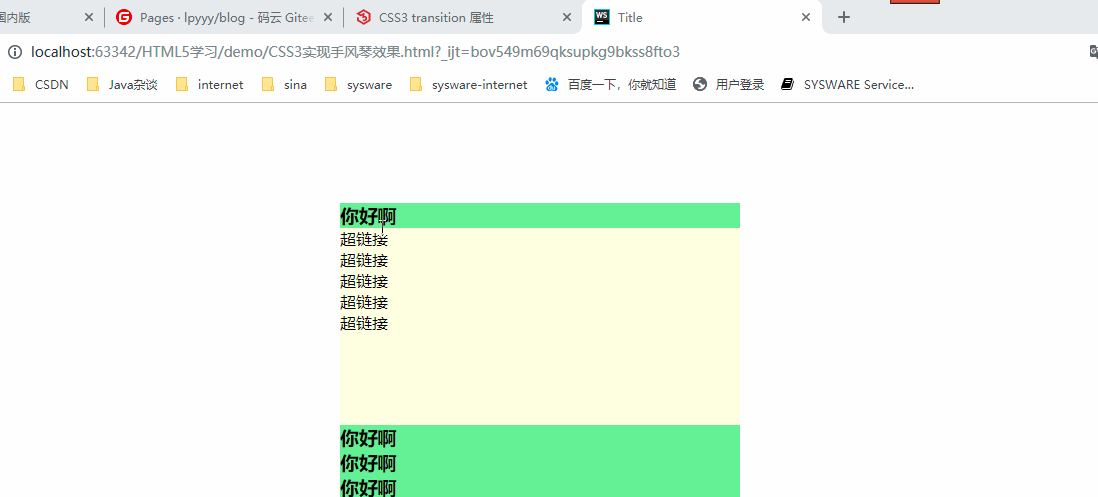 国内版 Pages · lpyyy/blog - 码云 Gitee CSS3 transition 属性 Title
localhost:63342/HTML5学习/demo/CSS3实现手风琴效果.html?_ijt=bov549m69qksupkg9bkss8fto3
CSDN Java杂谈 internet sina sysware sysware-internet 百度一下，你就知道 用户登录 SYSWARE Service...
你好啊
超链接
超链接
超链接
超链接
超链接
你好啊
你好啊
你好啊